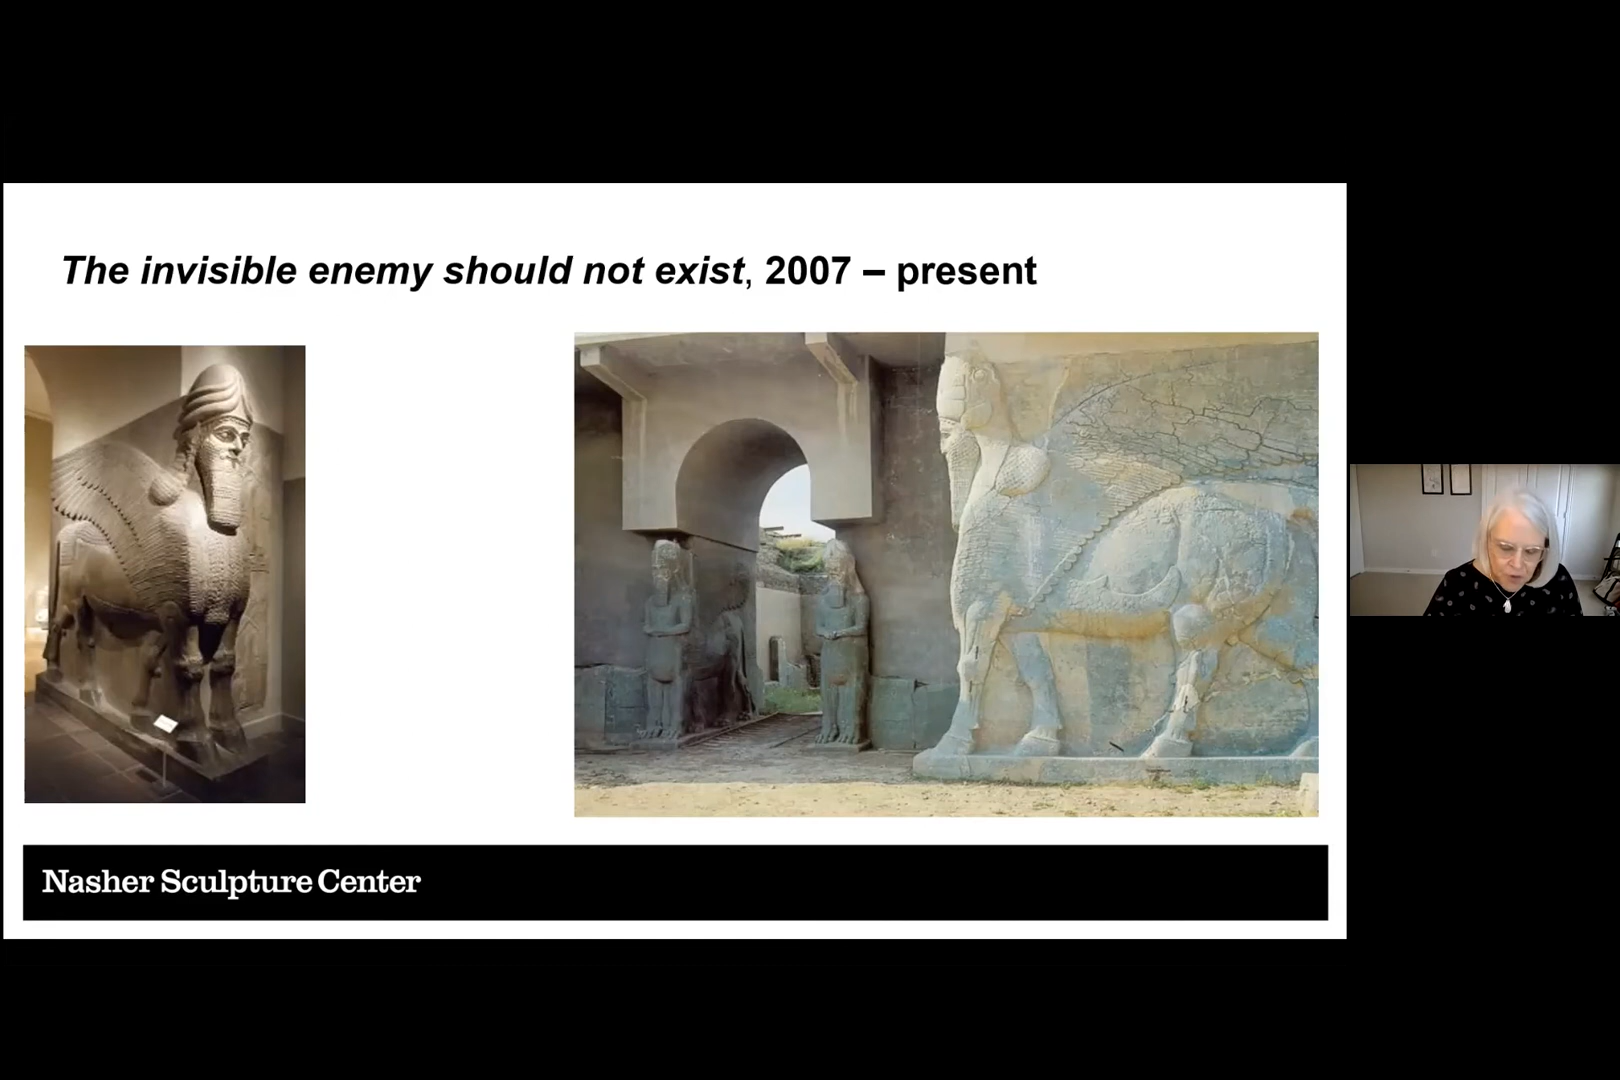 The invisible enemy should not exist, 2007 – present
Nasher Sculpture Center